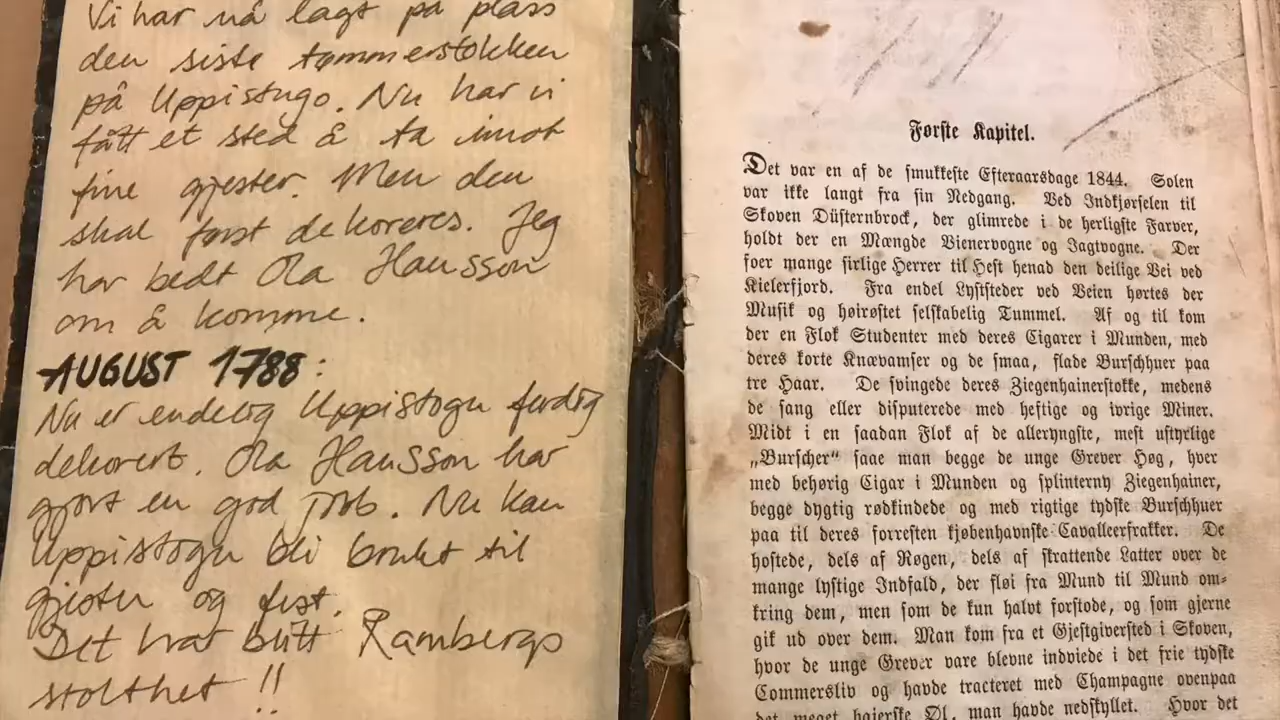 Vi har nå lagt på plass
den siste tømmerstokken
på Uppistugo. Nu har vi
fått et sted å ta imot
fine gjester. Men den
skal først dekoreres. Jeg
har bedt Ola Hansson
om å komme.
AUGUST 1788:
Nu er endelig Uppistogu ferdig
dekorert. Ola Hansson har
gjort en god jobb. Nu kan
Uppistogu bli brukt til
gjester og fest.
Det har blitt Rambergs
stolthet !!
Første Kapitel.
Det var en af de smukkeste Efteraarsdage 1844. Solen
var ikke langt fra sin Nedgang. Ved Indkjørselen til
Skoven Düsternbrock, der glimrede i de herligste Farver,
holdt der en Mængde Vienervogne og Jagtvogne. Der
foer mange sirlige Herrer til Hest henad den deilige Vei ved
Kielerfjord. Fra endel Lyststeder ved Veien hørtes der
Musik og høirøstet selskabelig Tummel. Af og til kom
der en Flok Studenter med deres Cigarer i Munden, med
deres korte Knævamser og de smaa, flade Burschhuer paa
tre Haar. De svingede deres Ziegenhainerstokke, medens
de sang eller disputerede med heftige og ivrige Miner.
Midt i en saadan Flok af de alleryngste, mest ustyrlige
„Burscher“ saae man begge de unge Grever Høg, hver
med behørig Cigar i Munden og splinterny Ziegenhainer,
begge dygtig rødkindede og med rigtige tydske Burschhuer
paa til deres forresten kjøbenhavnske Cavalleerfrakker. De
hostede, dels af Røgen, dels af skrattende Latter over de
mange lystige Indfald, der fløi fra Mund til Mund om-
kring dem, men som de kun halvt forstode, og som gjerne
gik ud over dem. Man kom fra et Gjestgiversted i Skoven,
hvor de unge Grever vare blevne indviede i det frie tydske
Commersliv og havde tracteret med Champagne ovenpaa
det meget baierske Øl, man havde nedskyllet. Hvor det